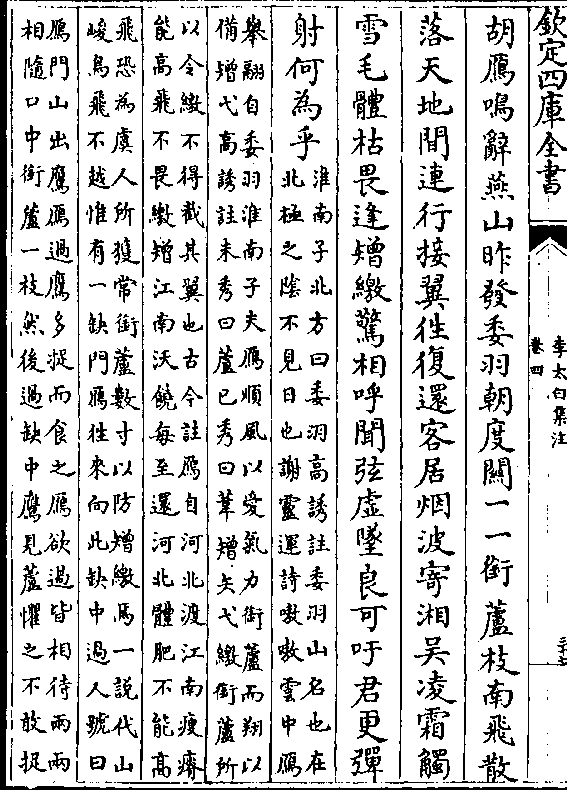 欽定四庫全書
李太白集注
卷四
胡鴈鳴辭燕山昨發委羽朝度關一一銜蘆枝南飛散
落天地間連行接翼徃復還客居烟波寄湘吳凌霜觸
雪毛體枯畏逢矰繳驚相呼聞弦虛墜良可吁君更彈
射何為乎
淮南子北方曰委羽高誘註委羽山名也在
北極之陰不見日也謝靈運詩嗷嗷雲中鴈
舉翮自委羽淮南子夫鴈順風以愛氣力銜蘆而翔以
備矰弋高誘註未秀曰蘆已秀曰葦矰矢弋繳銜蘆所
以令繳不得截其翼也古今註鴈自河北渡江南瘦瘠
能高飛不畏繳矰江南沃饒每至還河北體肥不能高
飛恐為虞人所獲常銜蘆數寸以防矰繳焉一說代山
峻鳥飛不越惟有一缺門鴈徃來向此缺中過人號曰
鴈門山出鷹鴈過鷹多捉而食之鴈欲過皆相待兩兩
相隨口中銜蘆一枝然後過缺中鷹見蘆懼之不敢捉